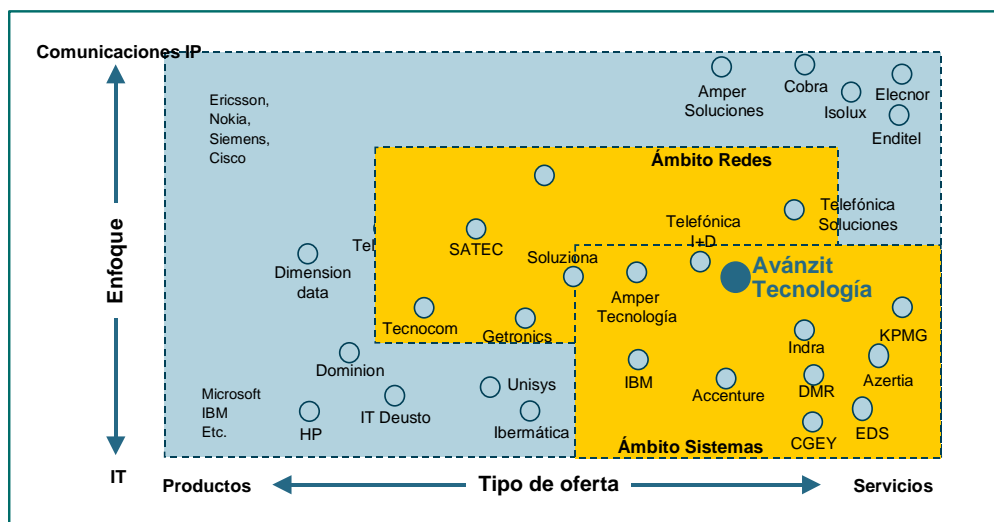 Comunicaciones IP
Ericsson,
Nokia,
Siemens,
Cisco
Amper
Soluciones
Cobra
Isolux
Elecnor
Enditel
Ámbito Redes
Telefónica
Soluciones
Telefónica
I+D
SATEC
Soluziona
Dimension
data
Avánzit
Tecnología
Amper
Tecnología
Tecnocom
Getronics
Indra
KPMG
Dominion
IBM
Accenture
DMR
Azertia
Unisys
IT Deusto
Microsoft
IBM
Etc.
HP
Ibermática
CGEY
EDS
Ámbito Sistemas
Enfoque
IT
Productos
Tipo de oferta
Servicios